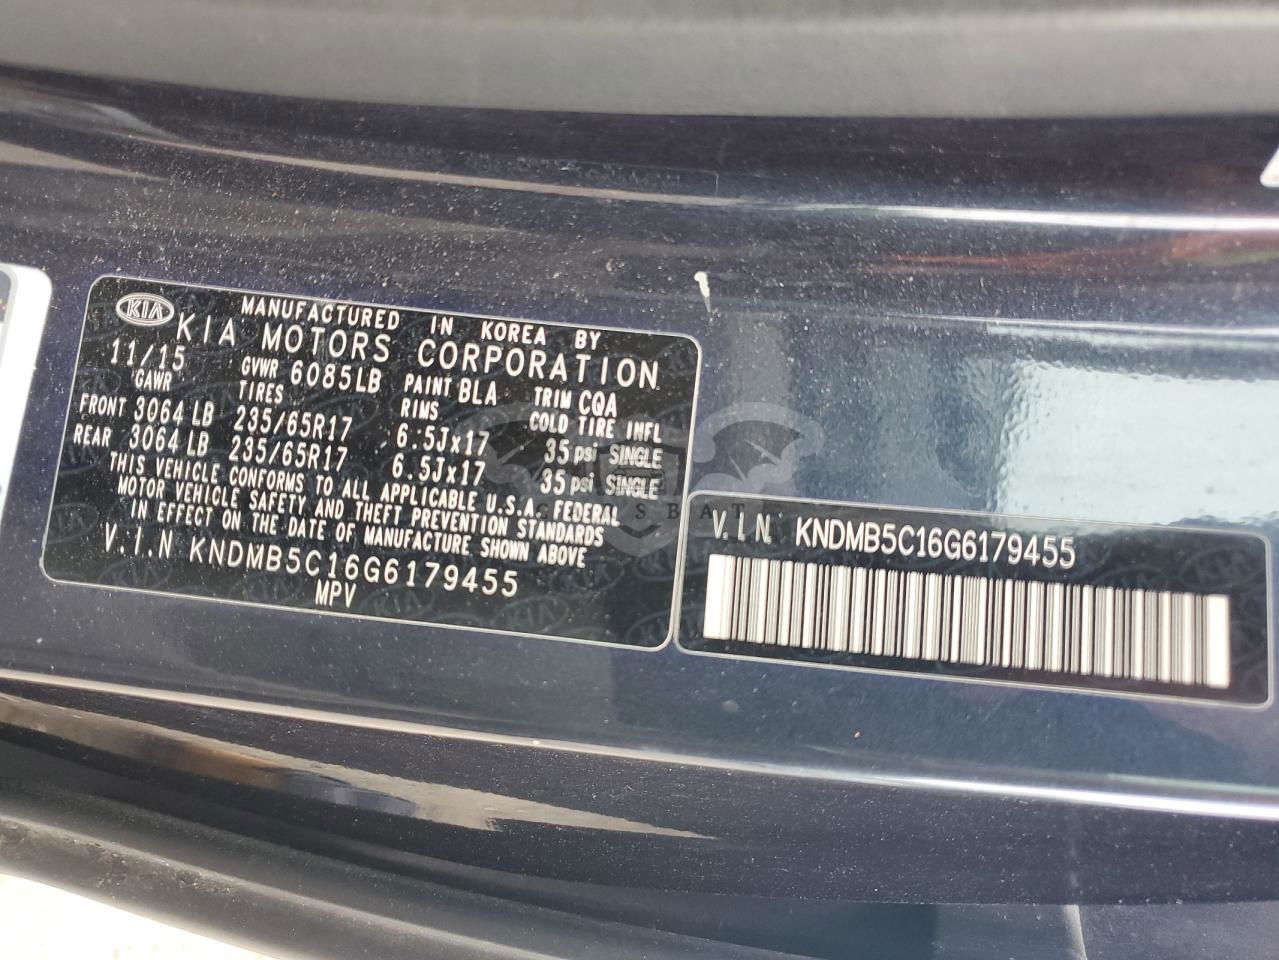 KIA
MANUFACTURED IN KOREA BY
KIA MOTORS CORPORATION
11/15 GVWR 6085LB PAINT BLA TRIM CQA
GAWR TIRES RIMS COLD TIRE INFL
FRONT 3064 LB 235/65R17 6.5Jx17 35 psi SINGLE
REAR 3064 LB 235/65R17 6.5Jx17 35 psi SINGLE
THIS VEHICLE CONFORMS TO ALL APPLICABLE U.S.A. FEDERAL
MOTOR VEHICLE SAFETY AND THEFT PREVENTION STANDARDS
IN EFFECT ON THE DATE OF MANUFACTURE SHOWN ABOVE
V.I.N KNDMB5C16G6179455
MPV
V.I.N. KNDMB5C16G6179455